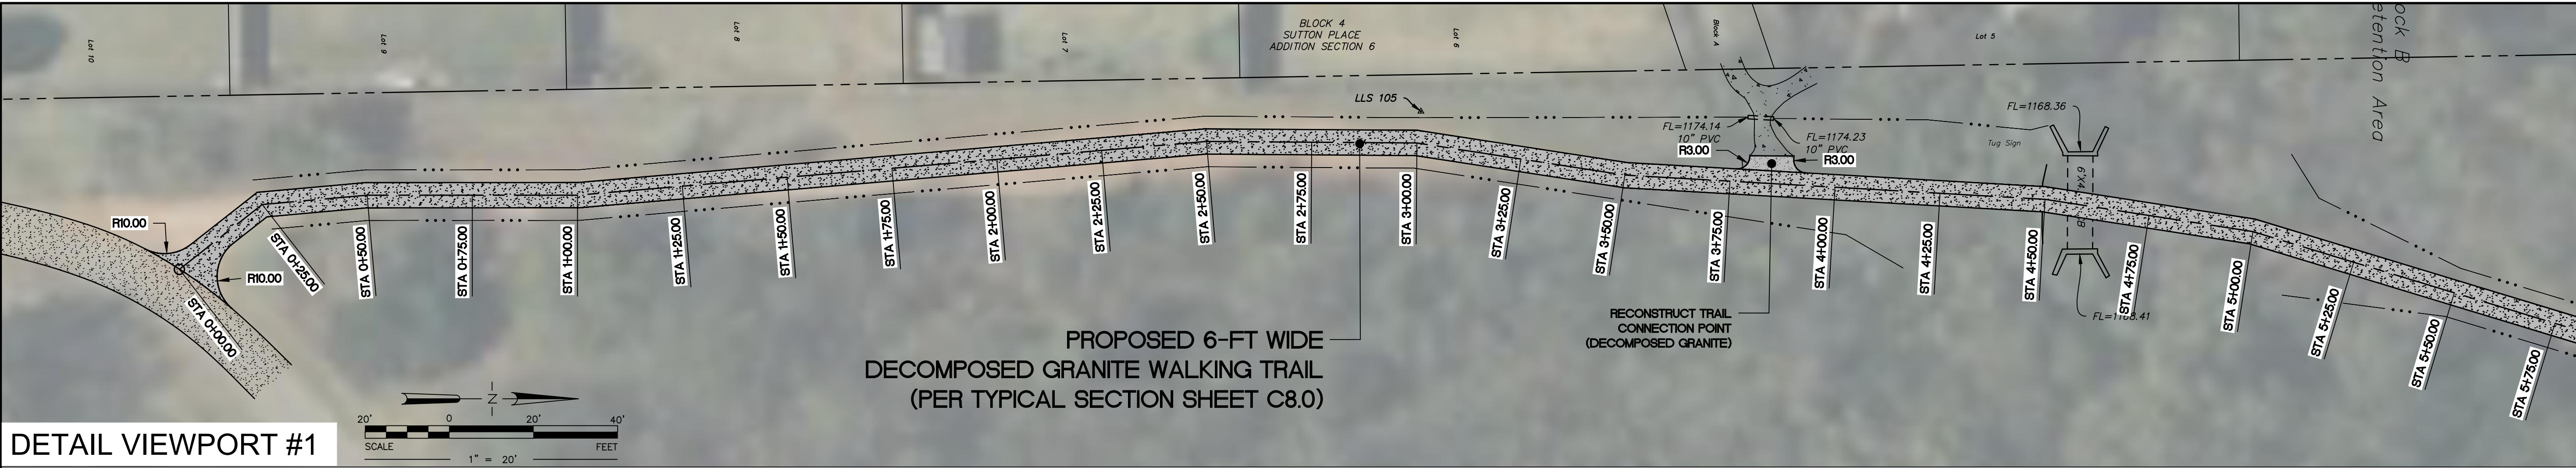 Lot 10
Lot 9
Lot 8
Lot 7
BLOCK 4
SUTTON PLACE
ADDITION SECTION 6
Lot 6
Block A
Lot 5
ock B
etention Area
LLS 105
FL=1174.14
10" PVC
FL=1174.23
10" PVC
R3.00
R3.00
Tug Sign
FL=1168.36
6'X4'
FL=1168.41
R10.00
R10.00
STA 0+00.00
STA 0+25.00
STA 0+50.00
STA 0+75.00
STA 1+00.00
STA 1+25.00
STA 1+50.00
STA 1+75.00
STA 2+00.00
STA 2+25.00
STA 2+50.00
STA 2+75.00
STA 3+00.00
STA 3+25.00
STA 3+50.00
STA 3+75.00
STA 4+00.00
STA 4+25.00
STA 4+50.00
STA 4+75.00
STA 5+00.00
STA 5+25.00
STA 5+50.00
STA 5+75.00
PROPOSED 6-FT WIDE
DECOMPOSED GRANITE WALKING TRAIL
(PER TYPICAL SECTION SHEET C8.0)
RECONSTRUCT TRAIL
CONNECTION POINT
(DECOMPOSED GRANITE)
Z
20' 0 20' 40'
SCALE FEET
1" = 20'
DETAIL VIEWPORT #1